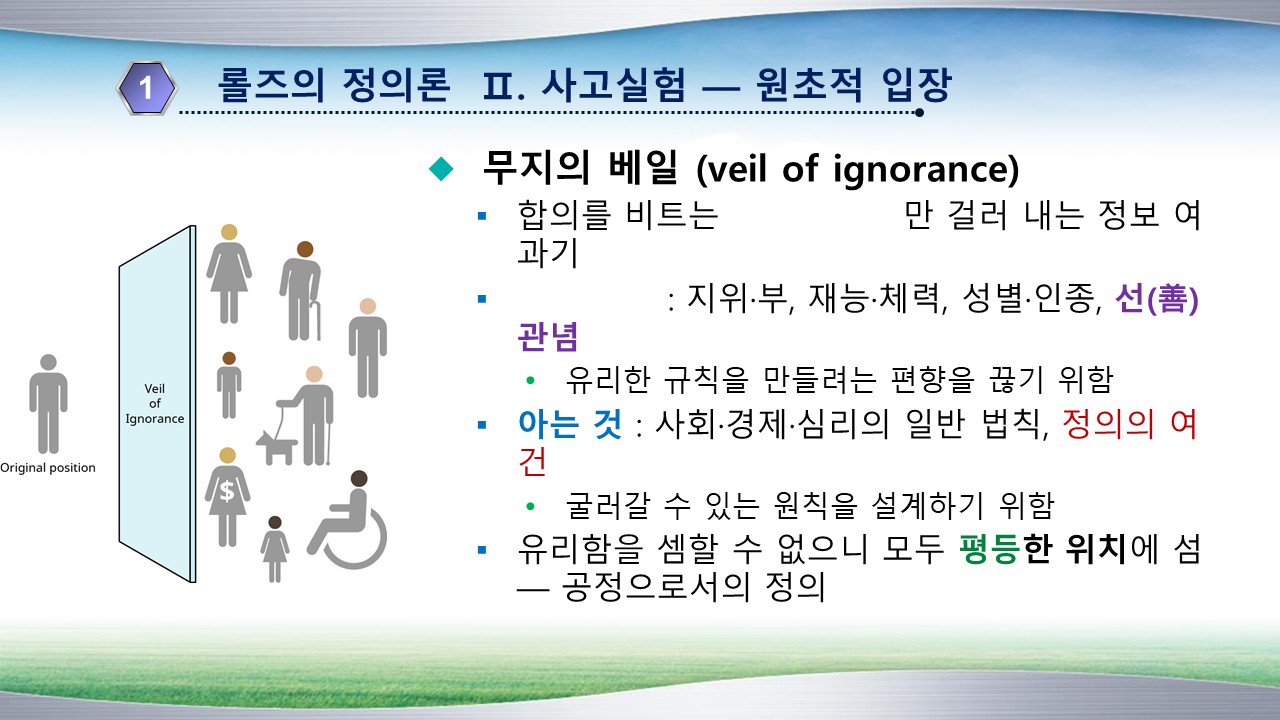 1
롤즈의 정의론 Ⅱ. 사고실험 — 원초적 입장
◆ 무지의 베일 (veil of ignorance)
▪ 합의를 비트는 만 걸러 내는 정보 여
과기
▪ : 지위·부, 재능·체력, 성별·인종, 선(善)
관념
• 유리한 규칙을 만들려는 편향을 끊기 위함
▪ 아는 것 : 사회·경제·심리의 일반 법칙, 정의의 여
건
• 굴러갈 수 있는 원칙을 설계하기 위함
▪ 유리함을 셈할 수 없으니 모두 평등한 위치에 섬
— 공정으로서의 정의
Veil
of
Ignorance
Original position
$